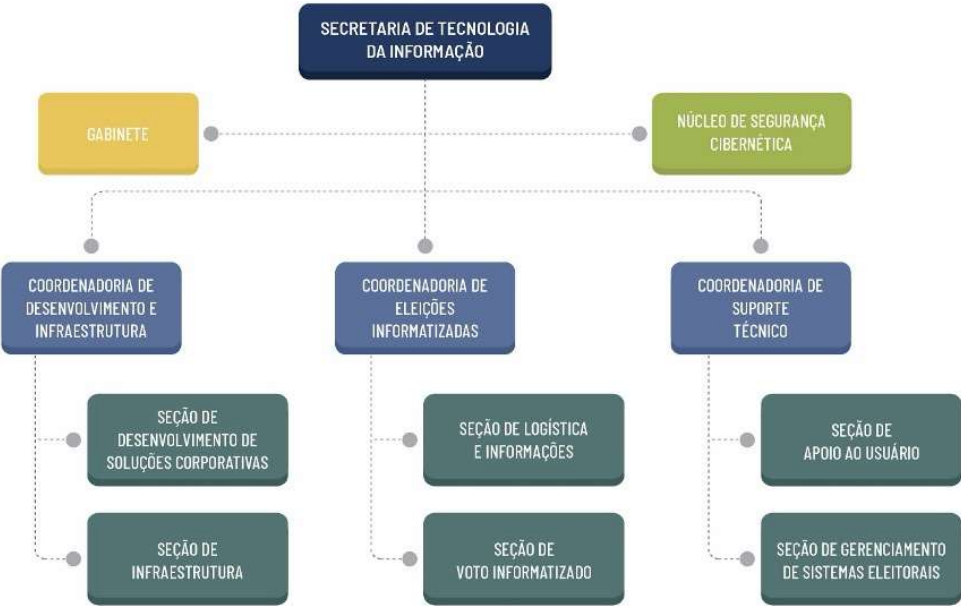 SECRETARIA DE TECNOLOGIA
DA INFORMAÇÃO
GABINETE
NÚCLEO DE SEGURANÇA
CIBERNÉTICA
COORDENADORIA DE
DESENVOLVIMENTO E
INFRAESTRUTURA
COORDENADORIA DE
ELEIÇÕES
INFORMATIZADAS
COORDENADORIA DE
SUPORTE
TÉCNICO
SEÇÃO DE
DESENVOLVIMENTO DE
SOLUÇÕES CORPORATIVAS
SEÇÃO DE LOGÍSTICA
E INFORMAÇÕES
SEÇÃO DE
APOIO AO USUÁRIO
SEÇÃO DE
INFRAESTRUTURA
SEÇÃO DE
VOTO INFORMATIZADO
SEÇÃO DE GERENCIAMENTO
DE SISTEMAS ELEITORAIS